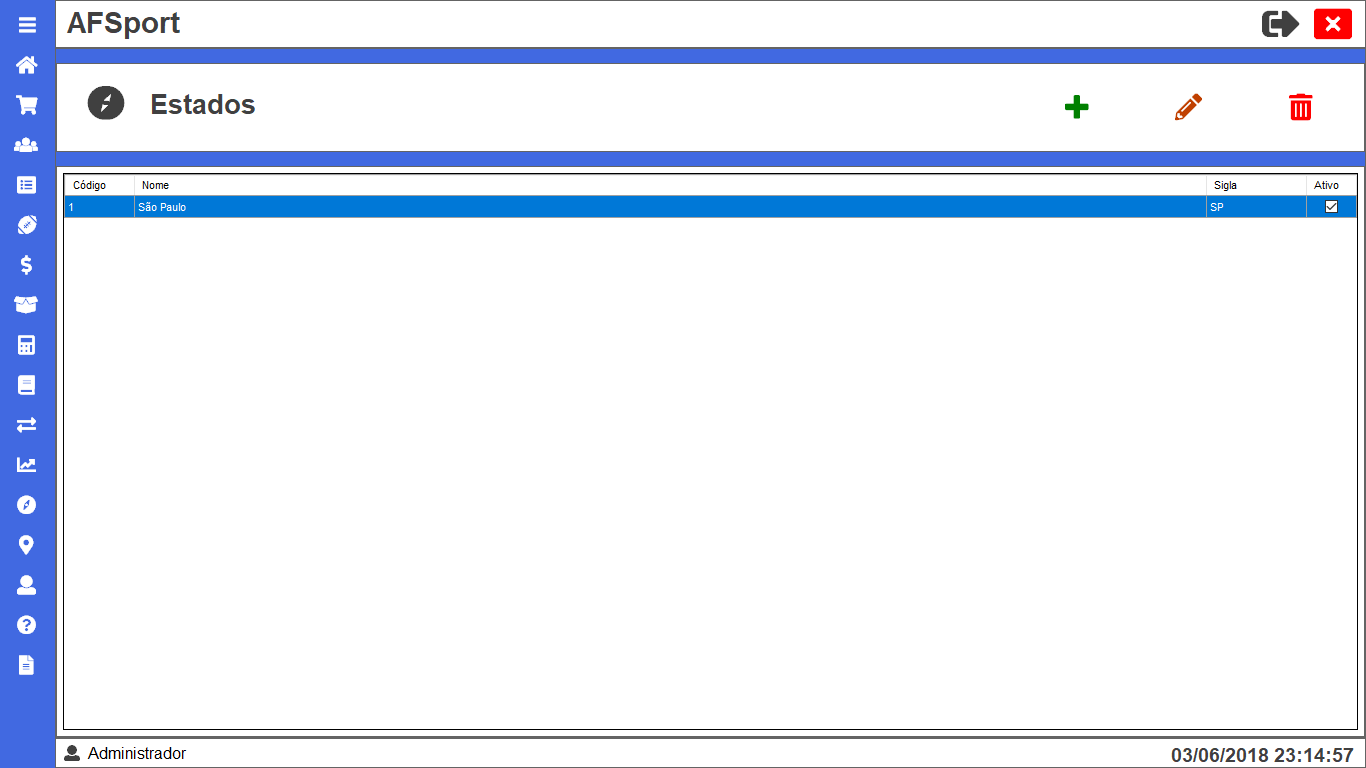 AFSport
Estados
Código Nome Sigla Ativo
1 São Paulo SP
Administrador 03/06/2018 23:14:57